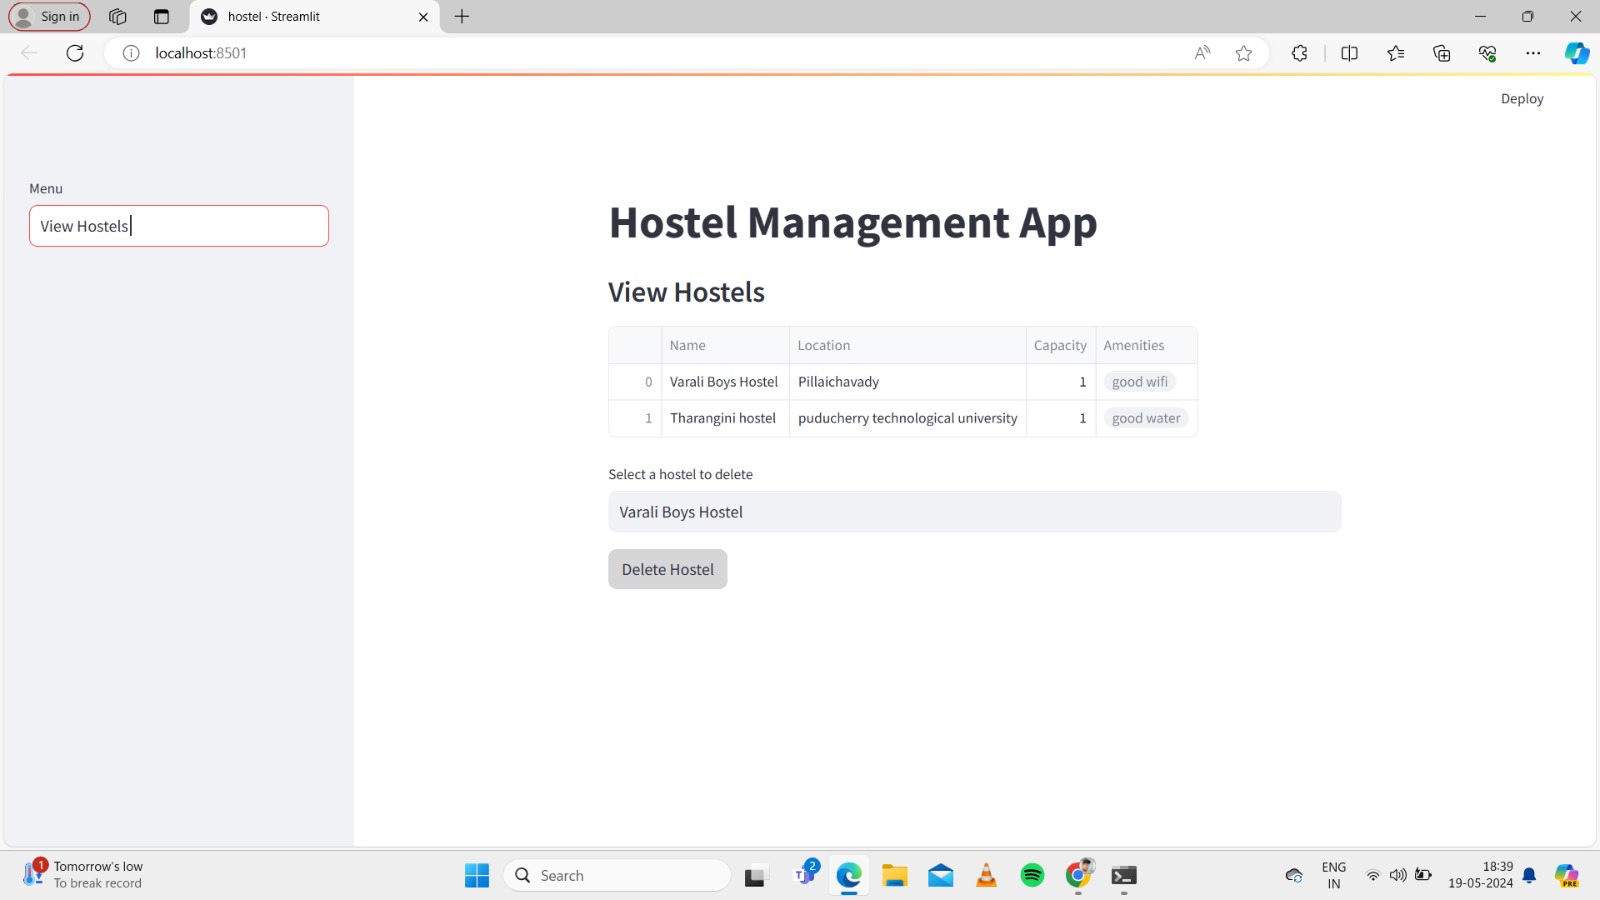 Sign in
hostel · Streamlit
localhost:8501
Deploy
Menu
View Hostels
Hostel Management App
View Hostels
Name Location Capacity Amenities
0 Varali Boys Hostel Pillaichavady 1 good wifi
1 Tharangini hostel puducherry technological university 1 good water
Select a hostel to delete
Varali Boys Hostel
Delete Hostel
1
Tomorrow's low
To break record
Search
2
ENG
IN
18:39
19-05-2024
PRE